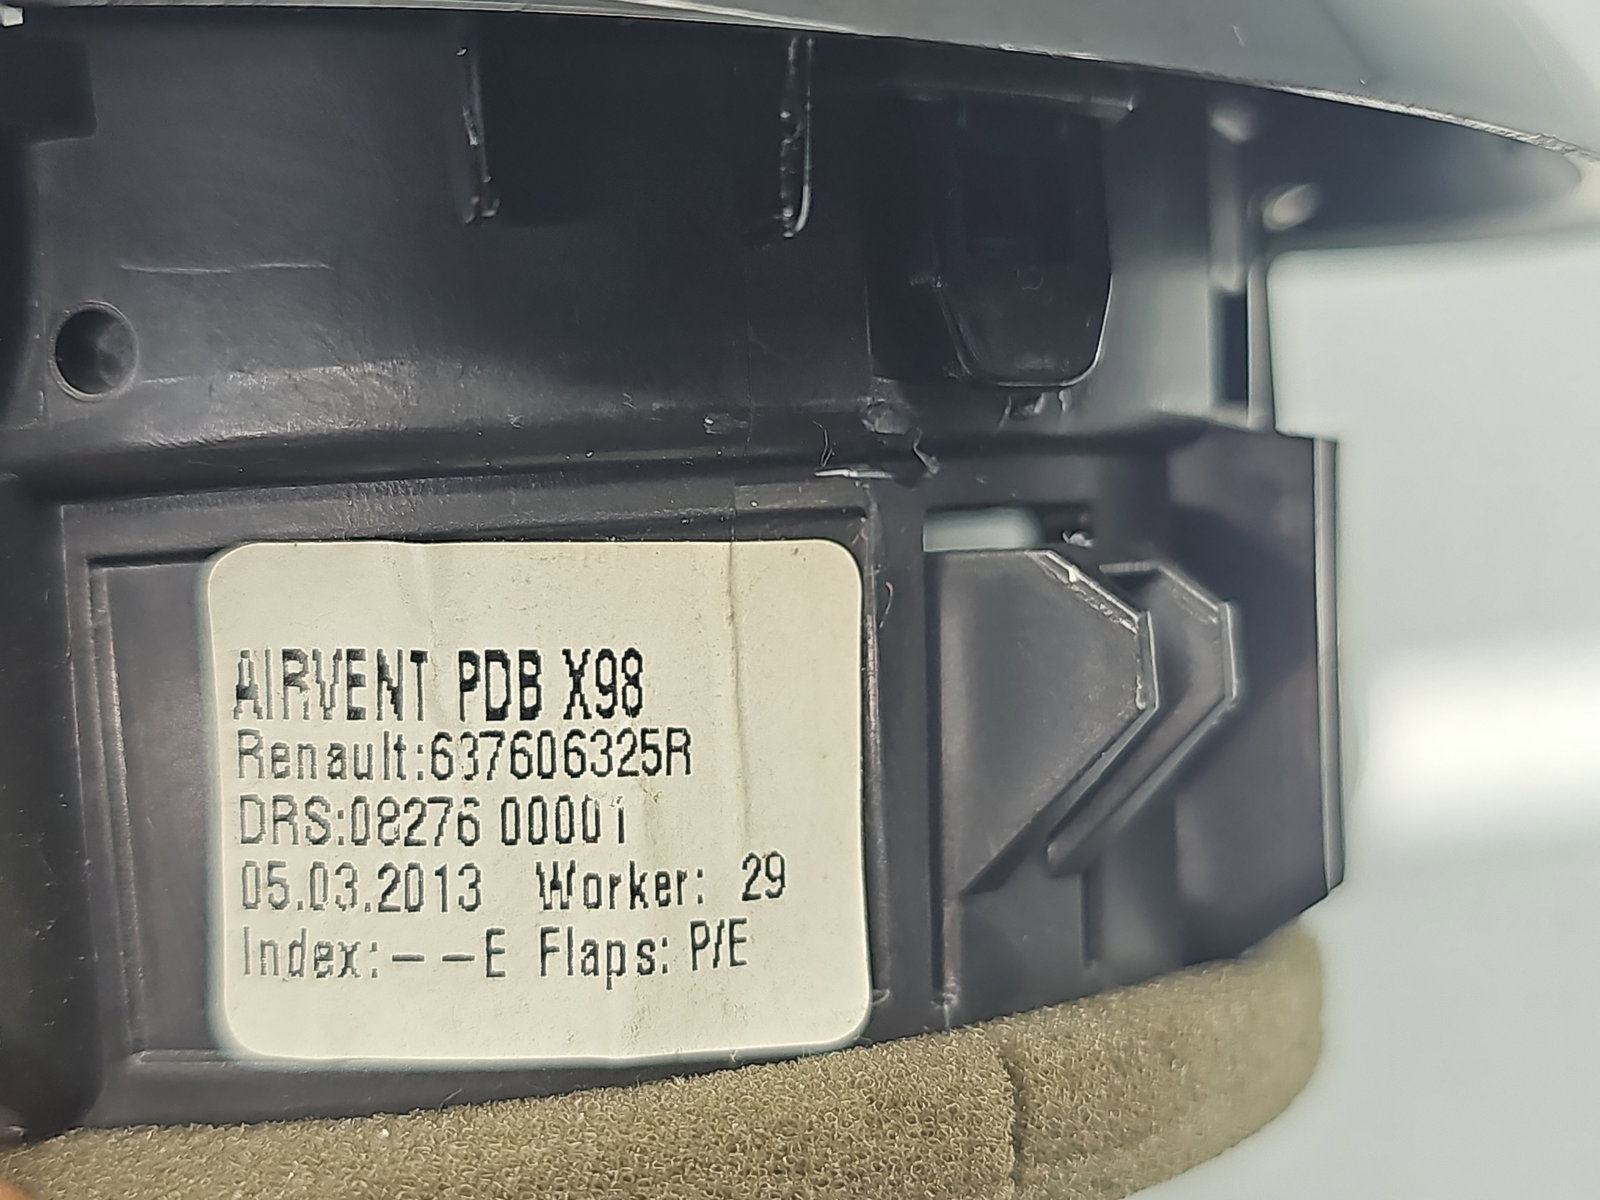 AIRVENT PDB X98
Renault:637606325R
DRS:08276 00001
05.03.2013 Worker: 29
Index:--E Flaps: P/E